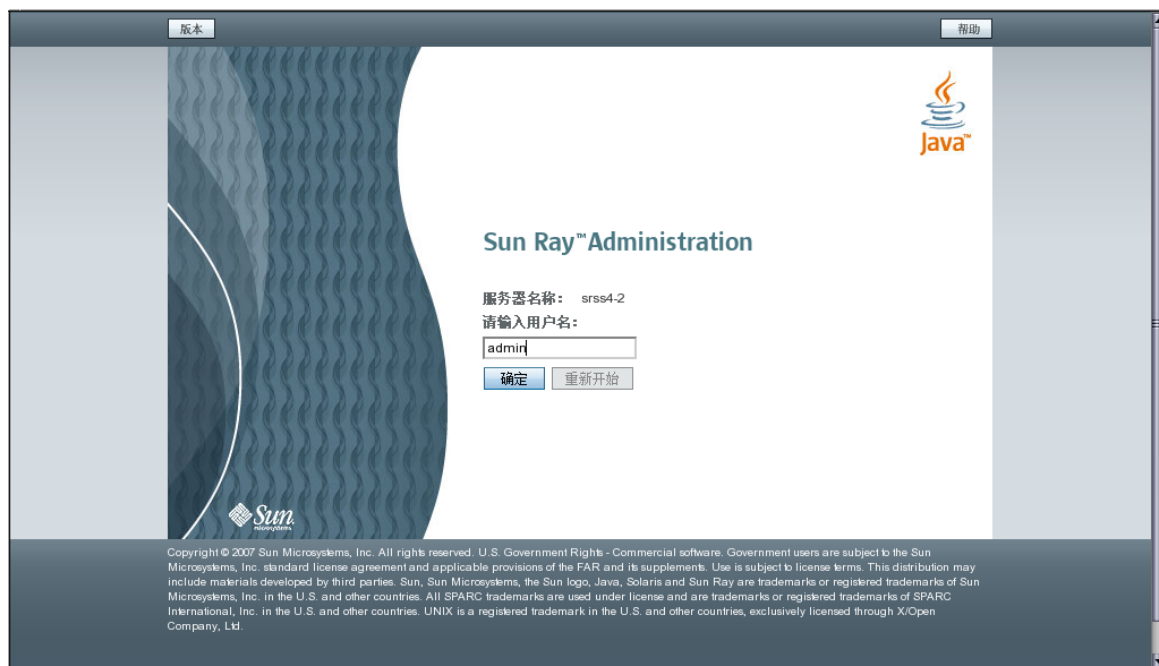 版本
帮助
Java™
Sun Ray™ Administration
服务器名称： srss4-2
请输入用户名：
admin
确定
重新开始
Sun
microsystems
Copyright © 2007 Sun Microsystems, Inc. All rights reserved. U.S. Government Rights - Commercial software. Government users are subject to the Sun
Microsystems, Inc. standard license agreement and applicable provisions of the FAR and its supplements. Use is subject to license terms. This distribution may
include materials developed by third parties. Sun, Sun Microsystems, the Sun logo, Java, Solaris and Sun Ray are trademarks or registered trademarks of Sun
Microsystems, Inc. in the U.S. and other countries. All SPARC trademarks are used under license and are trademarks or registered trademarks of SPARC
International, Inc. in the U.S. and other countries. UNIX is a registered trademark in the U.S. and other countries, exclusively licensed through X/Open
Company, Ltd.